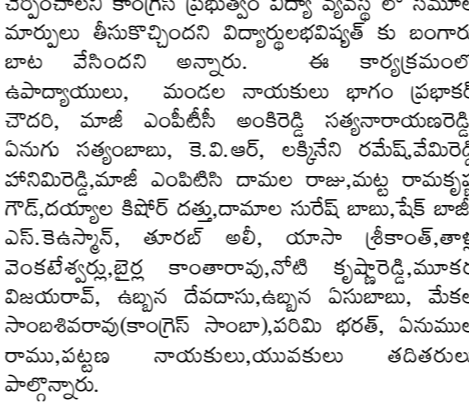 చేర్పించాలని కాంగ్రెస్ ప్రభుత్వం విద్యా వ్యవస్థ లో సమూల
మార్పులు తీసుకొచ్చిందని విద్యార్థులభవిష్యత్ కు బంగారు
బాట వేసిందని అన్నారు. ఈ కార్యక్రమంలో
ఉపాద్యాయులు, మండల నాయకులు భాగం ప్రభాకర్
చౌదరి, మాజీ ఎంపీటీసీ అంకిరెడ్డి సత్యనారాయణరెడ్డి,
ఏనుగు సత్యంబాబు, కె.వి.ఆర్, లక్కినేని రమేష్,వేమిరెడ్డి
హానిమిరెడ్డి,మాజీ ఎంపిటిసి దామల రాజు,మట్ట రామకృష్ణ
గౌడ్,దయ్యాల కిషోర్ దత్తు,దామాల సురేష్ బాబు,షేక్ బాజీ,
ఎస్.కెఉస్మాన్, తూరబ్ అలీ, యాసా శ్రీకాంత్,తాళ్ల
వెంకటేశ్వర్లు,బైర్ల కాంతారావు,నోటి కృష్ణారెడ్డి,మూకర
విజయరావ్, ఉబ్బన దేవదాసు,ఉబ్బన ఏసుబాబు, మేకల
సాంబశివరావు(కాంగ్రెస్ సాంబా),పరిమి భరత్, ఏనుముల
రాము,పట్టణ నాయకులు,యువకులు తదితరులు
పాల్గొన్నారు.